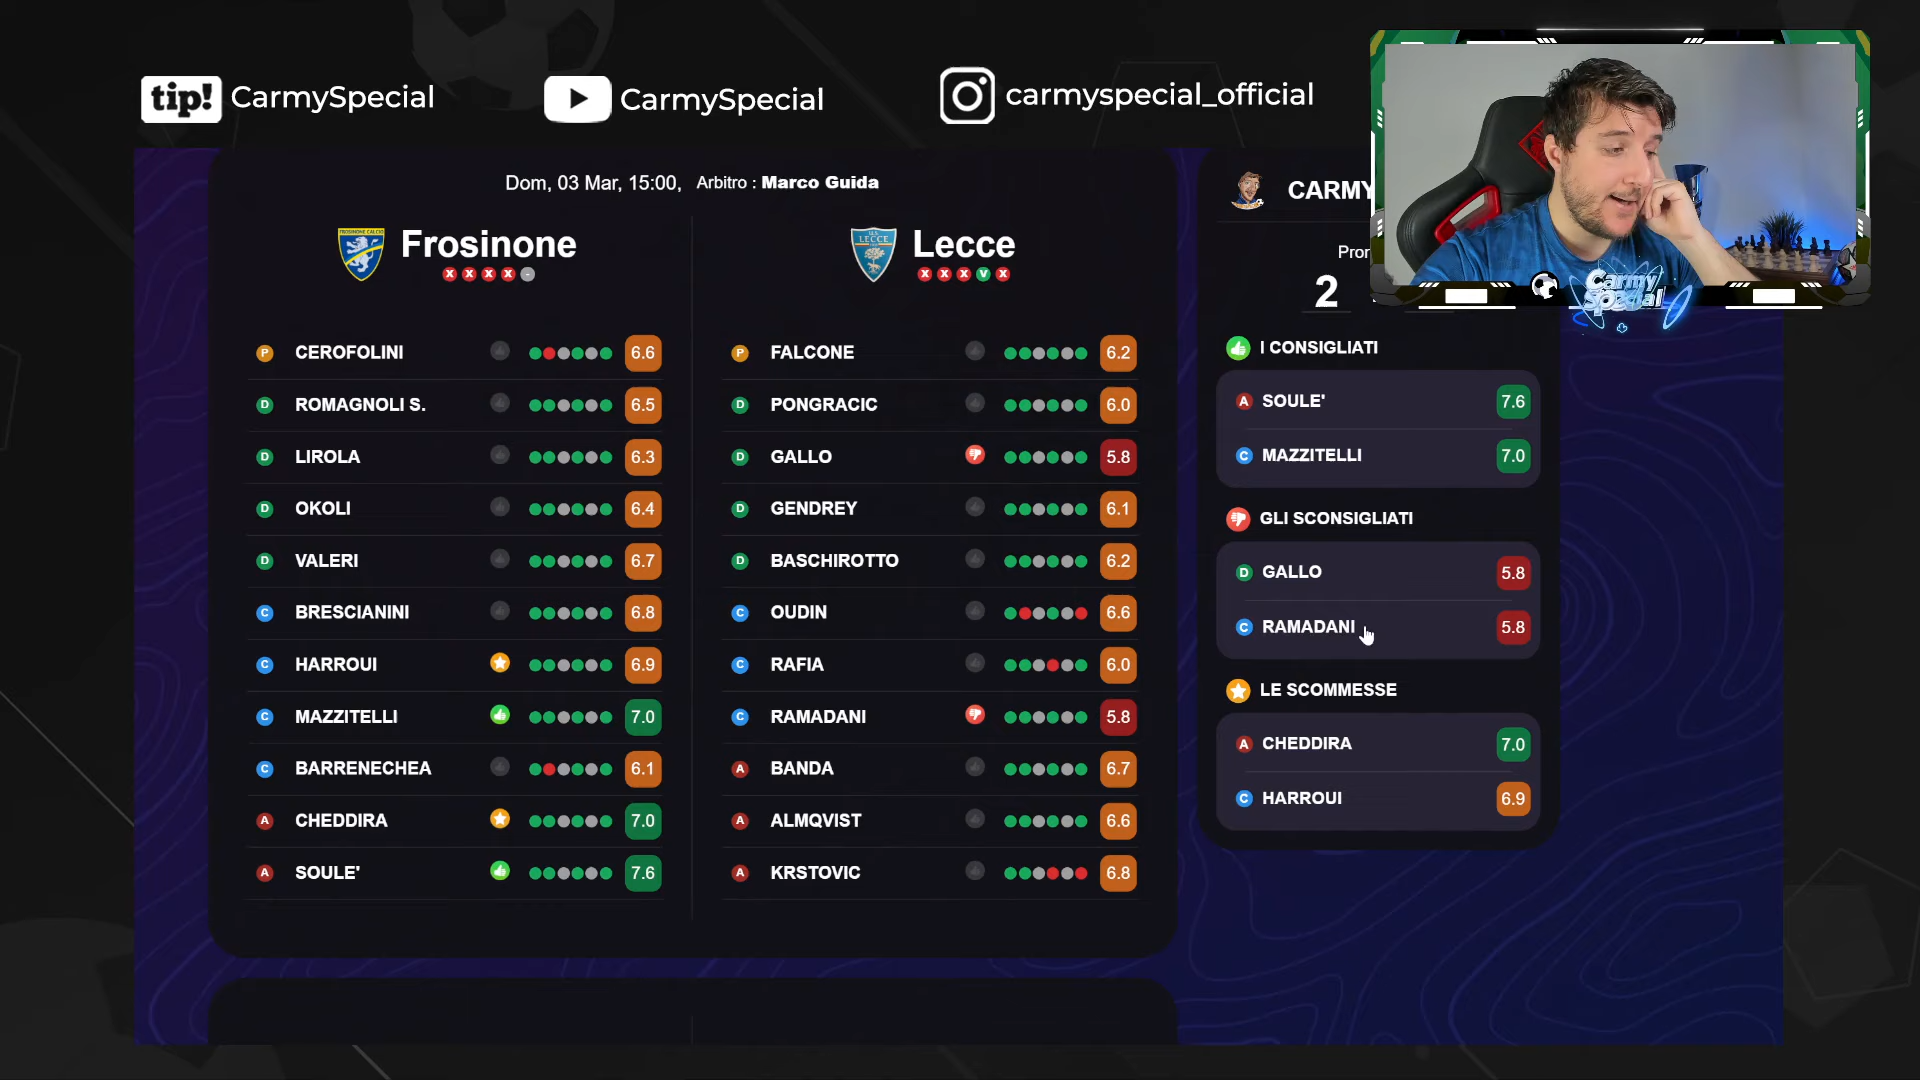 tip! CarmySpecial
CarmySpecial
carmyspecial_official
Dom, 03 Mar, 15:00, Arbitro : Marco Guida
Frosinone
X X X X -
Lecce
X X X V X
P CEROFOLINI 6.6
D ROMAGNOLI S. 6.5
D LIROLA 6.3
D OKOLI 6.4
D VALERI 6.7
C BRESCIANINI 6.8
C HARROUI 6.9
C MAZZITELLI 7.0
C BARRENECHEA 6.1
A CHEDDIRA 7.0
A SOULE' 7.6
P FALCONE 6.2
D PONGRACIC 6.0
D GALLO 5.8
D GENDREY 6.1
D BASCHIROTTO 6.2
C OUDIN 6.6
C RAFIA 6.0
C RAMADANI 5.8
A BANDA 6.7
A ALMQVIST 6.6
A KRSTOVIC 6.8
CARMY
Pror
2
I CONSIGLIATI
A SOULE' 7.6
C MAZZITELLI 7.0
GLI SCONSIGLIATI
D GALLO 5.8
C RAMADANI 5.8
LE SCOMMESSE
A CHEDDIRA 7.0
C HARROUI 6.9
Carmy
Special